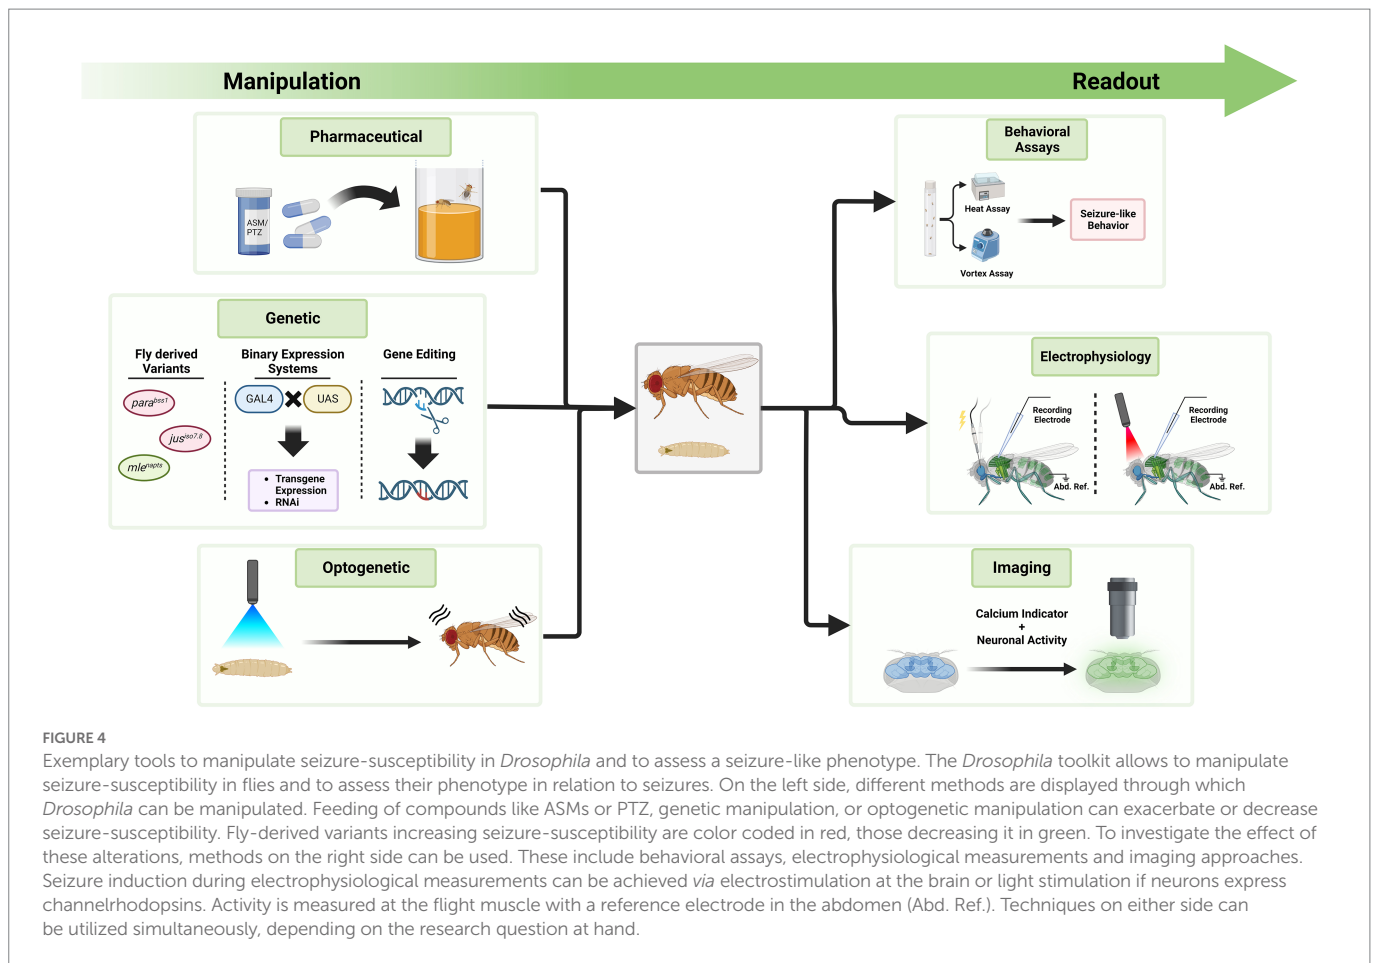 Manipulation
Readout
Pharmaceutical
ASM/
PTZ
Genetic
Fly derived
Variants
para^bss1
jus^iso7.8
mle^napts
Binary Expression
Systems
GAL4
UAS
• Transgene
Expression
• RNAi
Gene Editing
Optogenetic
Behavioral
Assays
Heat Assay
Vortex Assay
Seizure-like
Behavior
Electrophysiology
Recording
Electrode
Abd. Ref.
Recording
Electrode
Abd. Ref.
Imaging
Calcium Indicator
+
Neuronal Activity
FIGURE 4
Exemplary tools to manipulate seizure-susceptibility in Drosophila and to assess a seizure-like phenotype. The Drosophila toolkit allows to manipulate
seizure-susceptibility in flies and to assess their phenotype in relation to seizures. On the left side, different methods are displayed through which
Drosophila can be manipulated. Feeding of compounds like ASMs or PTZ, genetic manipulation, or optogenetic manipulation can exacerbate or decrease
seizure-susceptibility. Fly-derived variants increasing seizure-susceptibility are color coded in red, those decreasing it in green. To investigate the effect of
these alterations, methods on the right side can be used. These include behavioral assays, electrophysiological measurements and imaging approaches.
Seizure induction during electrophysiological measurements can be achieved via electrostimulation at the brain or light stimulation if neurons express
channelrhodopsins. Activity is measured at the flight muscle with a reference electrode in the abdomen (Abd. Ref.). Techniques on either side can
be utilized simultaneously, depending on the research question at hand.